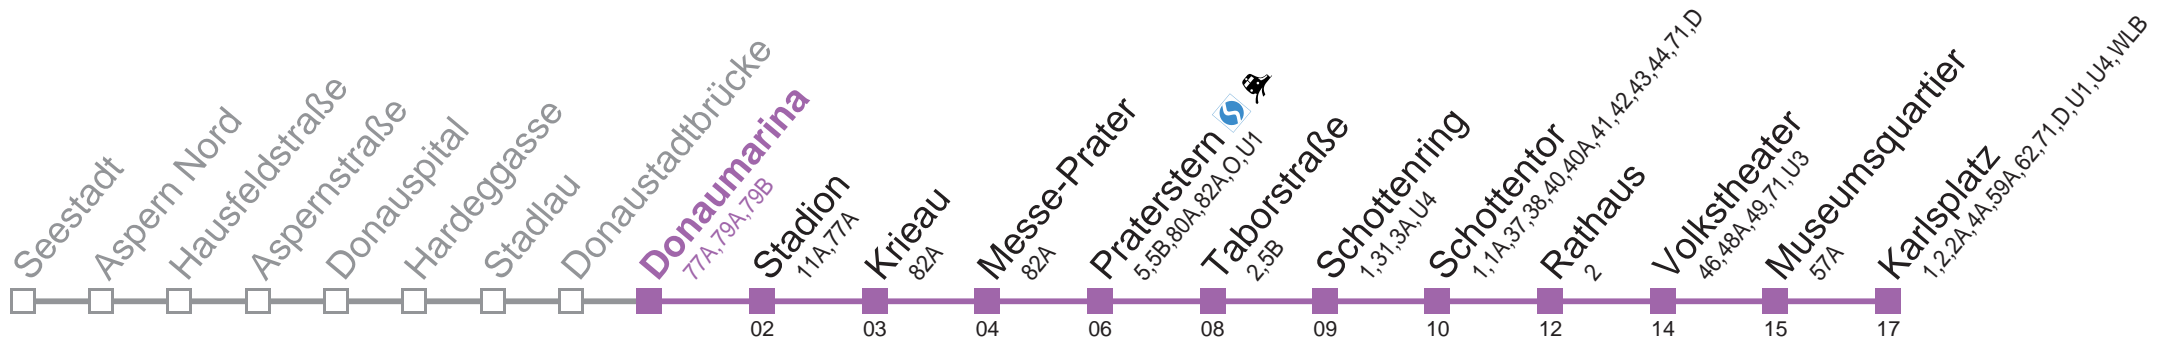 Seestadt
Aspern Nord
Hausfeldstraße
Aspernstraße
Donauspital
Hardeggasse
Stadlau
Donaustadtbrücke
Donaumarina
77A,79A,79B
Stadion
11A,77A
02
Krieau
82A
03
Messe-Prater
82A
04
Praterstern
5,5B,80A,82A,O,U1
06
Taborstraße
2,5B
08
Schottenring
1,31,3A,U4
09
Schottentor
1,1A,37,38,40,40A,41,42,43,44,71,D
10
Rathaus
2
12
Volkstheater
46,48A,49,71,U3
14
Museumsquartier
57A
15
Karlsplatz
1,2,2A,4A,59A,62,71,D,U1,U4,WLB
17